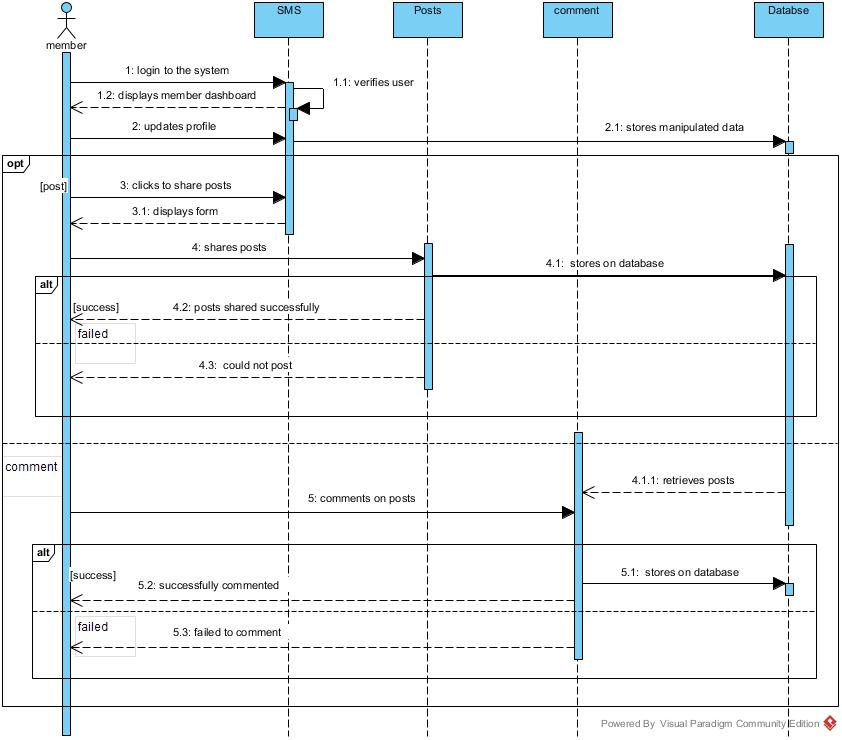 SMS
Posts
comment
Databse
member
1: login to the system
1.1: verifies user
1.2: displays member dashboard
2: updates profile
2.1: stores manipulated data
opt
[post]
3: clicks to share posts
3.1: displays form
4: shares posts
4.1:  stores on database
alt
[success]
4.2: posts shared successfully
failed
4.3:  could not post
comment
4.1.1: retrieves posts
5: comments on posts
alt
[success]
5.1:  stores on database
5.2: successfully commented
failed
5.3: failed to comment
Powered By  Visual Paradigm Community Edition